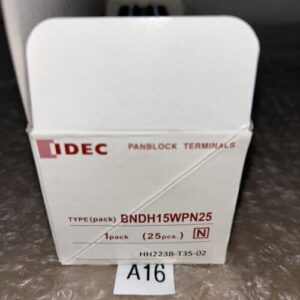 IDEC PANBLOCK TERMINALS
TYPE(pack) BNDH15WPN25
1pack (25pcs.) N
HH223B-T35-02
A16